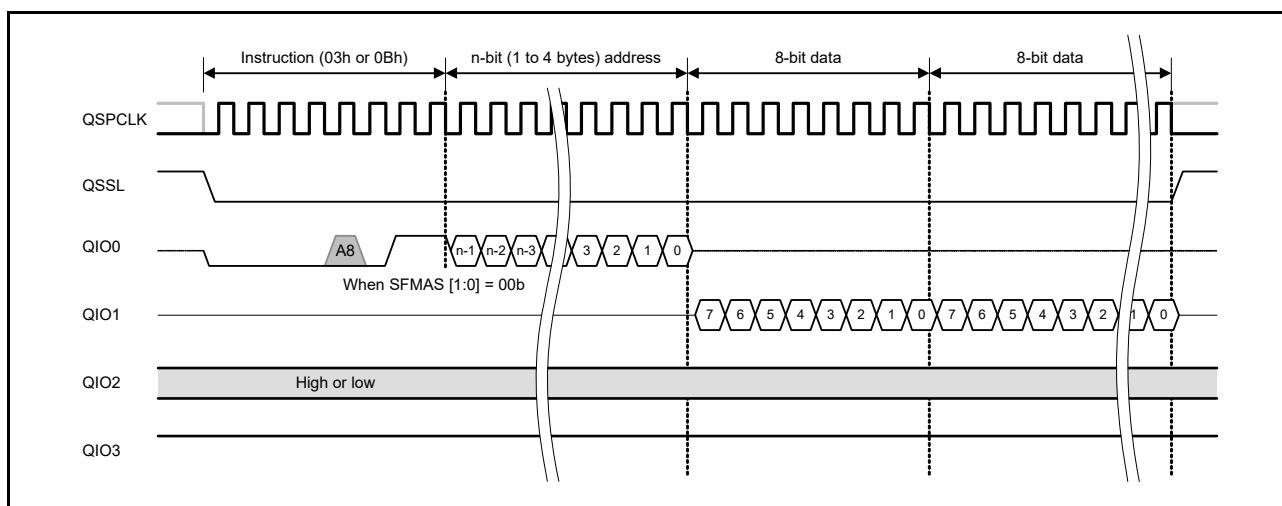 Instruction (03h or 0Bh) n-bit (1 to 4 bytes) address 8-bit data 8-bit data
QSPCLK
QSSL
QIO0 A8 n-1 n-2 n-3 3 2 1 0
When SFMAS [1:0] = 00b
QIO1 7 6 5 4 3 2 1 0 7 6 5 4 3 2 1 0
QIO2 High or low
QIO3